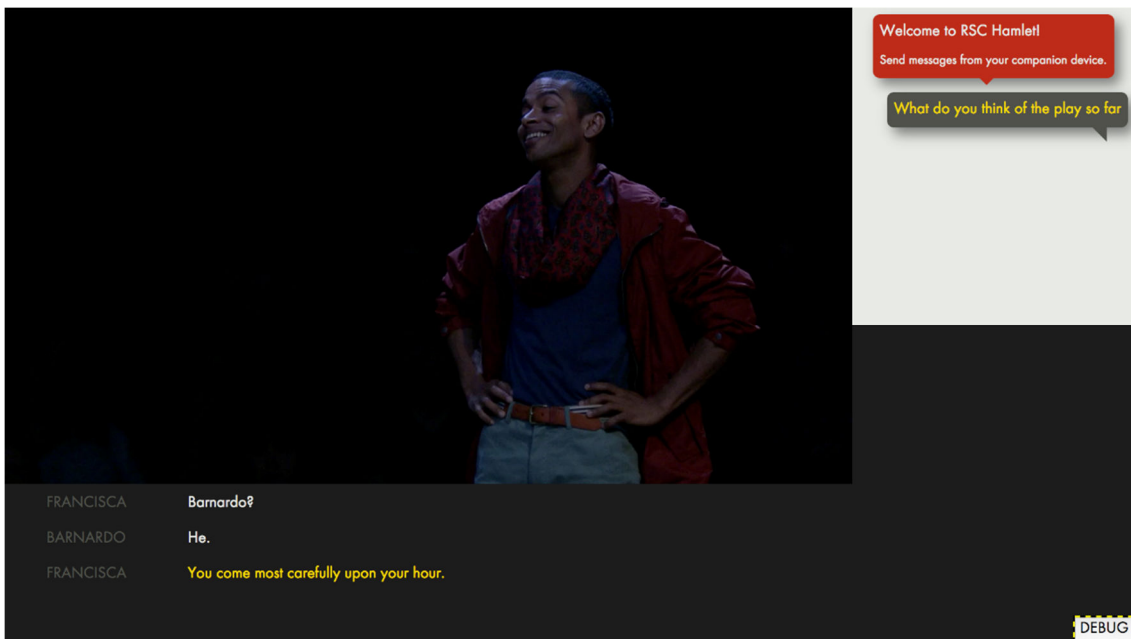 Welcome to RSC Hamlet!
Send messages from your companion device.
What do you think of the play so far
FRANCISCA Barnardo?
BARNARDO He.
FRANCISCA You come most carefully upon your hour.
DEBUG